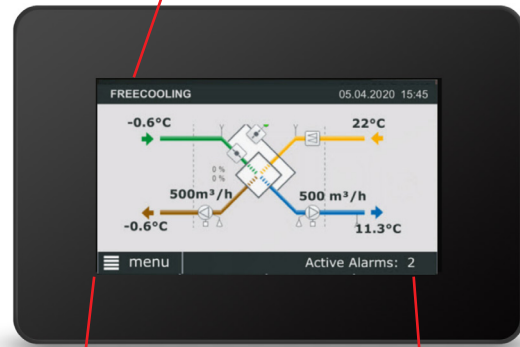 FREECOOLING 05.04.2020 15:45
-0.6°C 22°C
0 %
0 %
500m³/h 500 m³/h
-0.6°C 11.3°C
menu Active Alarms: 2